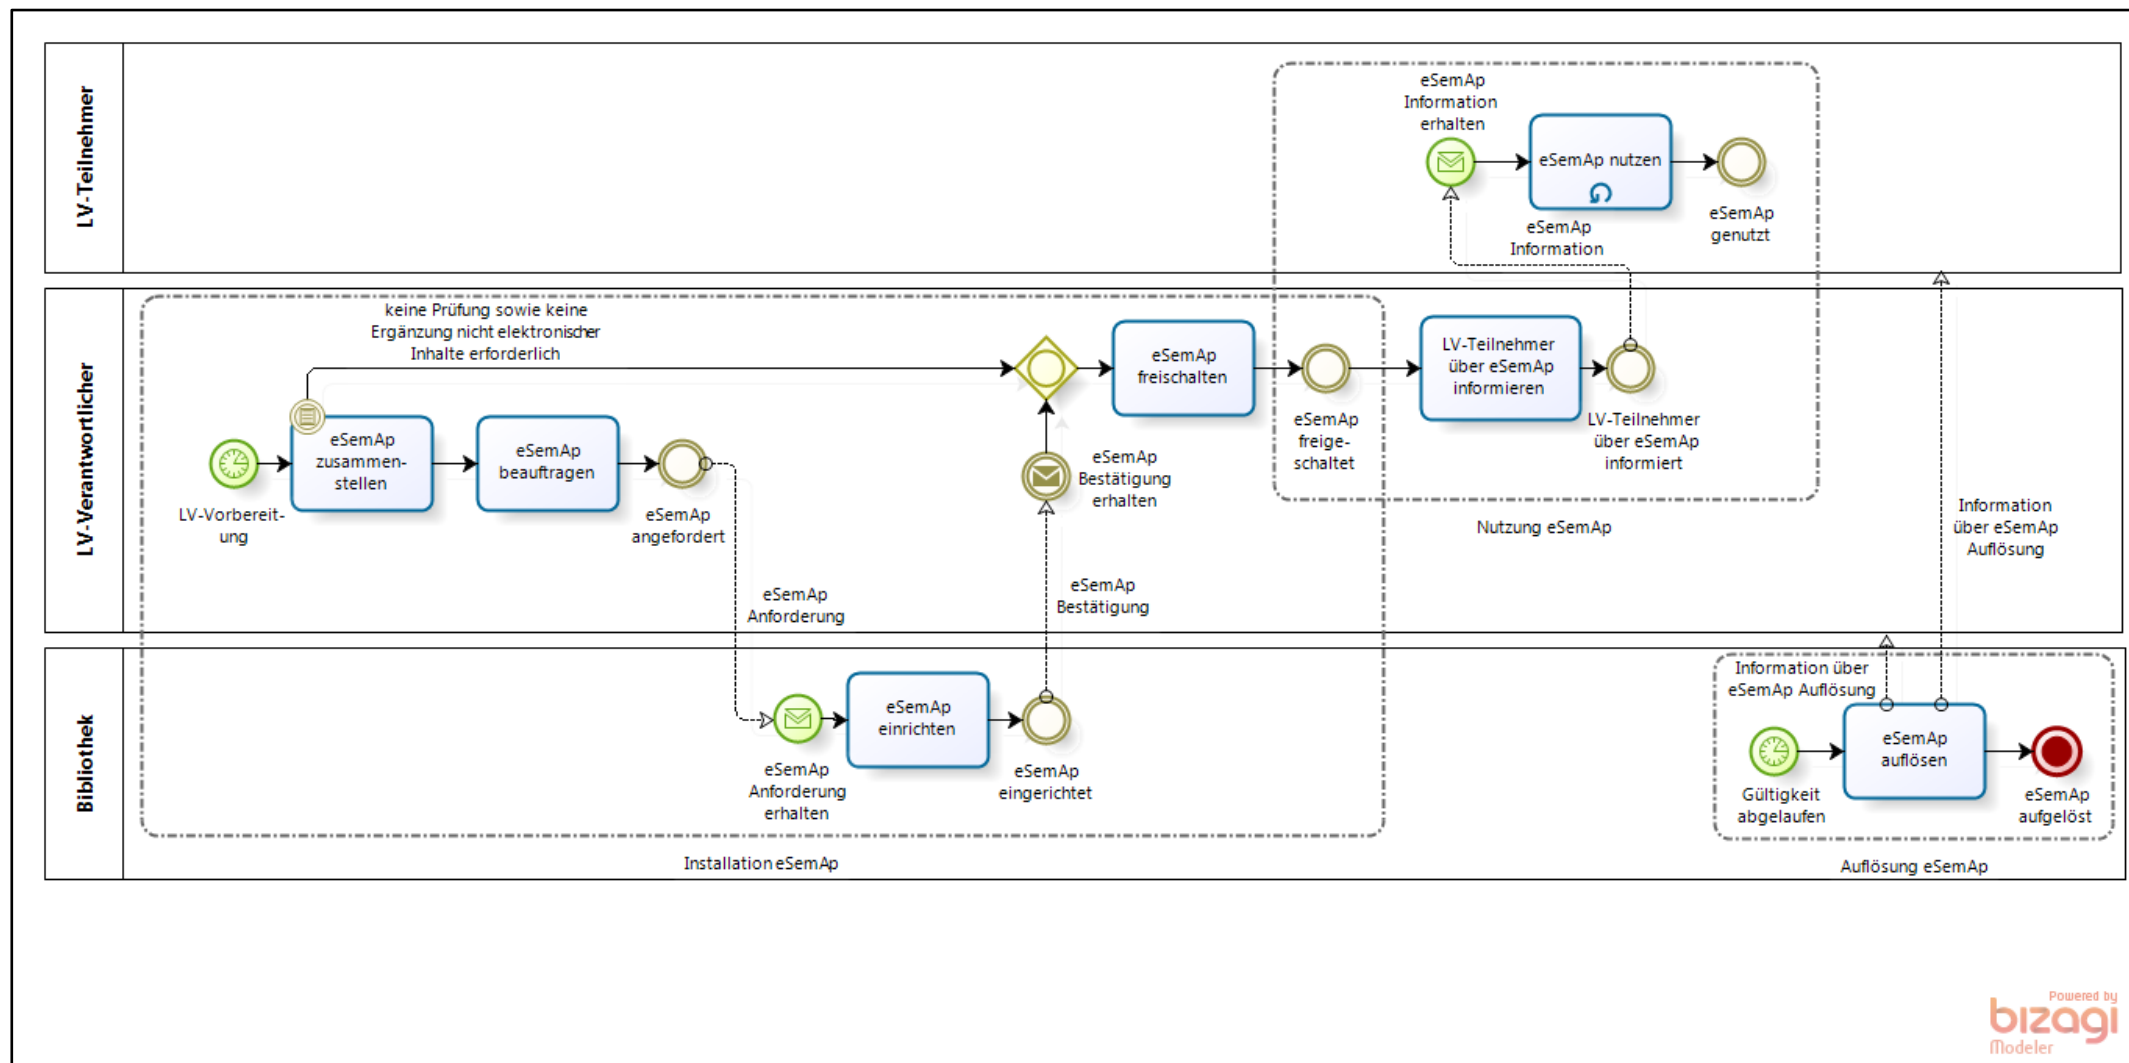 LV-Teilnehmer
eSemAp
Information
erhalten
eSemAp nutzen
eSemAp
genutzt
eSemAp
Information
LV-Verantwortlicher
keine Prüfung sowie keine
Ergänzung nicht elektronischer
Inhalte erforderlich
LV-Vorbereit-
ung
eSemAp
zusammen-
stellen
eSemAp
beauftragen
eSemAp
angefordert
eSemAp
Anforderung
eSemAp
Bestätigung
erhalten
eSemAp
Bestätigung
eSemAp
freischalten
eSemAp
freige-
schaltet
LV-Teilnehmer
über eSemAp
informieren
LV-Teilnehmer
über eSemAp
informiert
Nutzung eSemAp
Information
über eSemAp
Auflösung
Bibliothek
eSemAp
Anforderung
erhalten
eSemAp
einrichten
eSemAp
eingerichtet
Installation eSemAp
Information über
eSemAp Auflösung
Gültigkeit
abgelaufen
eSemAp
auflösen
eSemAp
aufgelöst
Auflösung eSemAp
Powered by
bizagi
Modeler